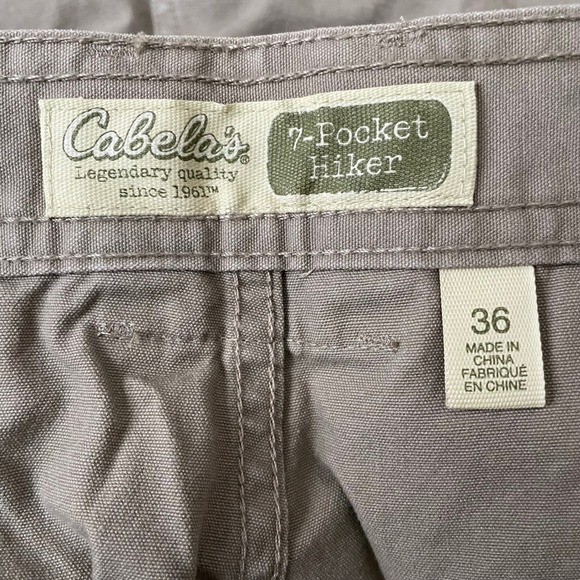 Cabela's®
Legendary quality
since 1961™
7-Pocket
Hiker
36
MADE IN
CHINA
FABRIQUÉ
EN CHINE